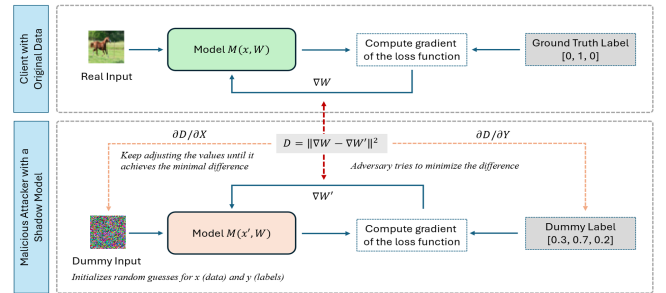 Client with
Original Data
Real Input
Model M(x, W)
Compute gradient
of the loss function
Ground Truth Label
[0, 1, 0]
∇W
Malicious Attacker with a
Shadow Model
∂D/∂X
D = ‖∇W − ∇W′‖²
∂D/∂Y
Keep adjusting the values until it
achieves the minimal difference
Adversary tries to minimize the difference
∇W′
Dummy Input
Model M(x′, W)
Compute gradient
of the loss function
Dummy Label
[0.3, 0.7, 0.2]
Initializes random guesses for x (data) and y (labels)